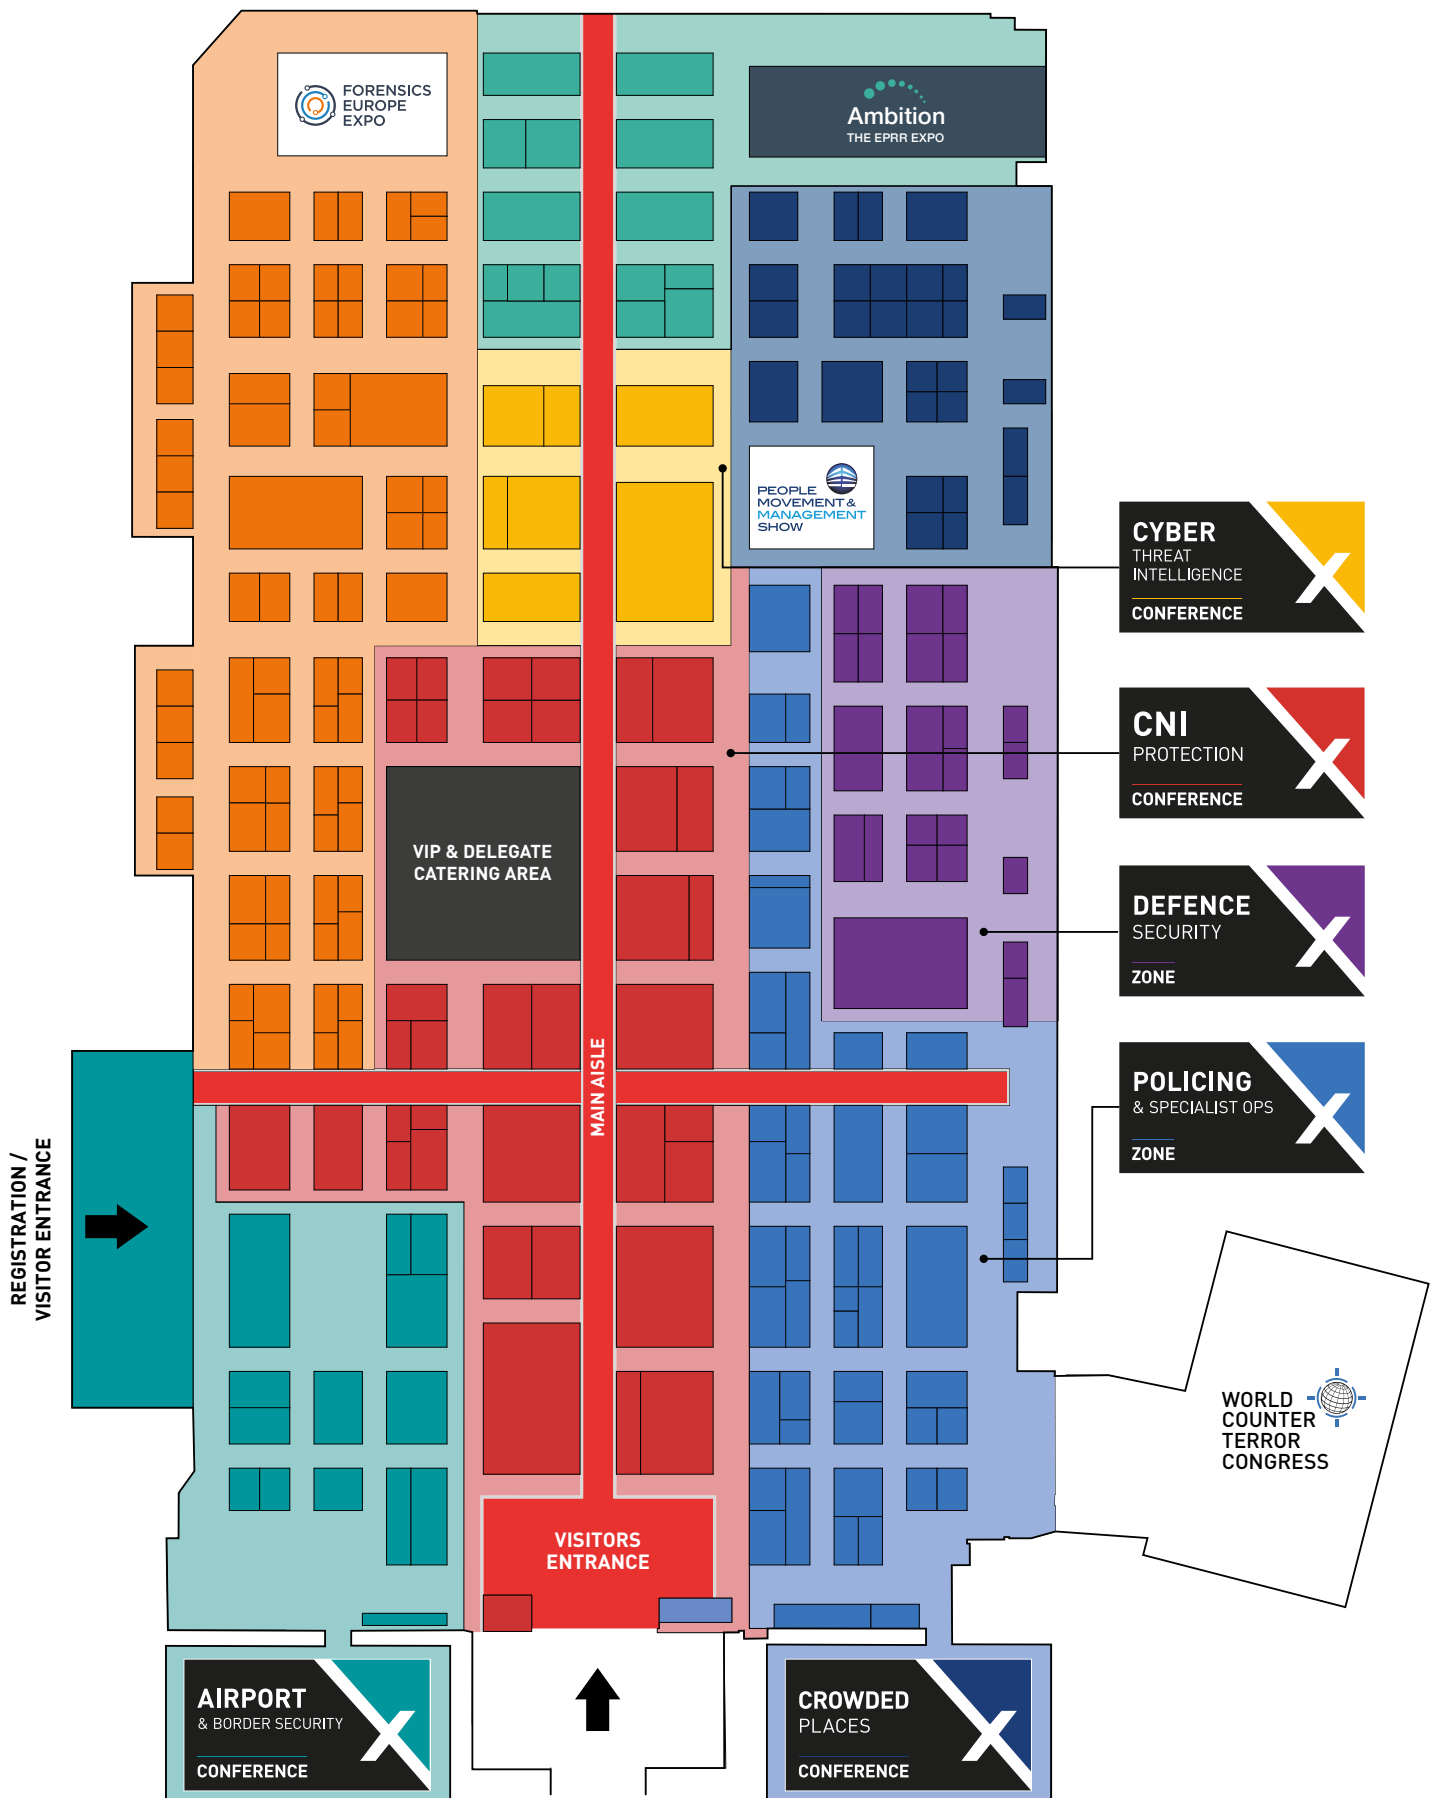 FORENSICS
EUROPE
EXPO
Ambition
THE EPRR EXPO
PEOPLE
MOVEMENT &
MANAGEMENT
SHOW
CYBER
THREAT
INTELLIGENCE
CONFERENCE
CNI
PROTECTION
CONFERENCE
VIP & DELEGATE
CATERING AREA
DEFENCE
SECURITY
ZONE
MAIN AISLE
POLICING
& SPECIALIST OPS
ZONE
REGISTRATION /
VISITOR ENTRANCE
WORLD
COUNTER
TERROR
CONGRESS
VISITORS
ENTRANCE
AIRPORT
& BORDER SECURITY
CONFERENCE
CROWDED
PLACES
CONFERENCE